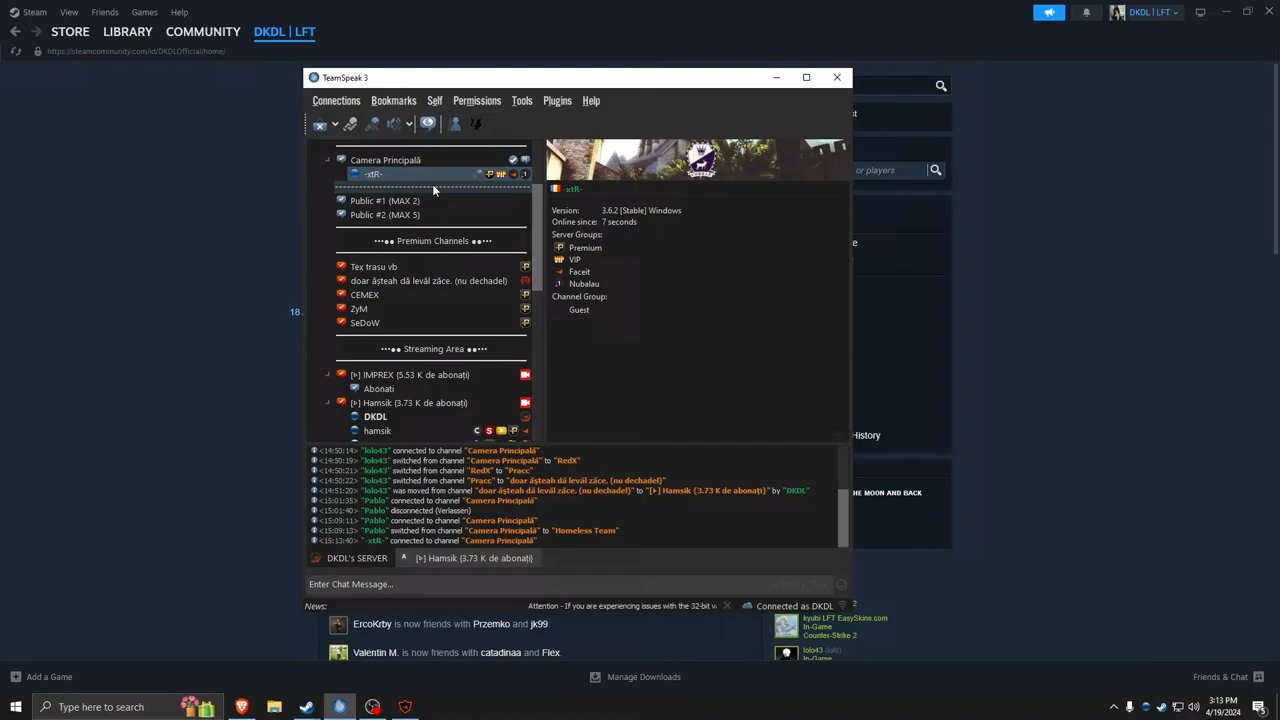 Steam View Friends Games Help
DKDL | LFT
STORE LIBRARY COMMUNITY DKDL | LFT
https://steamcommunity.com/id/DKDLOfficial/home/
TeamSpeak 3
Connections Bookmarks Self Permissions Tools Plugins Help
Camera Principală
-xtR-
Public #1 (MAX 2)
Public #2 (MAX 5)
•••●● Premium Channels ●●•••
Tex trasu vb
doar ășteah dă levăl zăce. (nu dechadel)
CEMEX
ZyM
SeDoW
•••●● Streaming Area ●●•••
IMPREX {5.53 K de abonați}
Abonati
Hamsik {3.73 K de abonați}
DKDL
hamsik
-xtR-
Version: 3.6.2 [Stable] Windows
Online since: 7 seconds
Server Groups:
Premium
VIP
Faceit
Nubalau
Channel Group:
Guest
or players
History
HE MOON AND BACK
18
<14:50:14> "lolo43" connected to channel "Camera Principală"
<14:50:19> "lolo43" switched from channel "Camera Principală" to "RedX"
<14:50:21> "lolo43" switched from channel "RedX" to "Pracc"
<14:50:22> "lolo43" switched from channel "Pracc" to "doar ășteah dă levăl zăce. (nu dechadel)"
<14:51:20> "lolo43" was moved from channel "doar ășteah dă levăl zăce. (nu dechadel)" to "[▶] Hamsik {3.73 K de abonați}" by "DKDL"
<15:01:35> "Pablo" connected to channel "Camera Principală"
<15:01:40> "Pablo" disconnected (Verlassen)
<15:09:11> "Pablo" connected to channel "Camera Principală"
<15:09:13> "Pablo" switched from channel "Camera Principală" to "Homeless Team"
<15:13:40> "-xtR-" connected to channel "Camera Principală"
DKDL'S SERVER [▶] Hamsik {3.73 K de abonați}
Enter Chat Message...
News: Attention - If you are experiencing issues with the 32-bit v Connected as DKDL
ErcoKrby is now friends with Przemko and jk99.
Valentin M. is now friends with catadinaa and Flex.
kyubi LFT EasySkins.com
In-Game
Counter-Strike 2
lolo43 (lolo)
In-Game
Add a Game Manage Downloads Friends & Chat
Type here to search
3:13 PM
4/19/2024